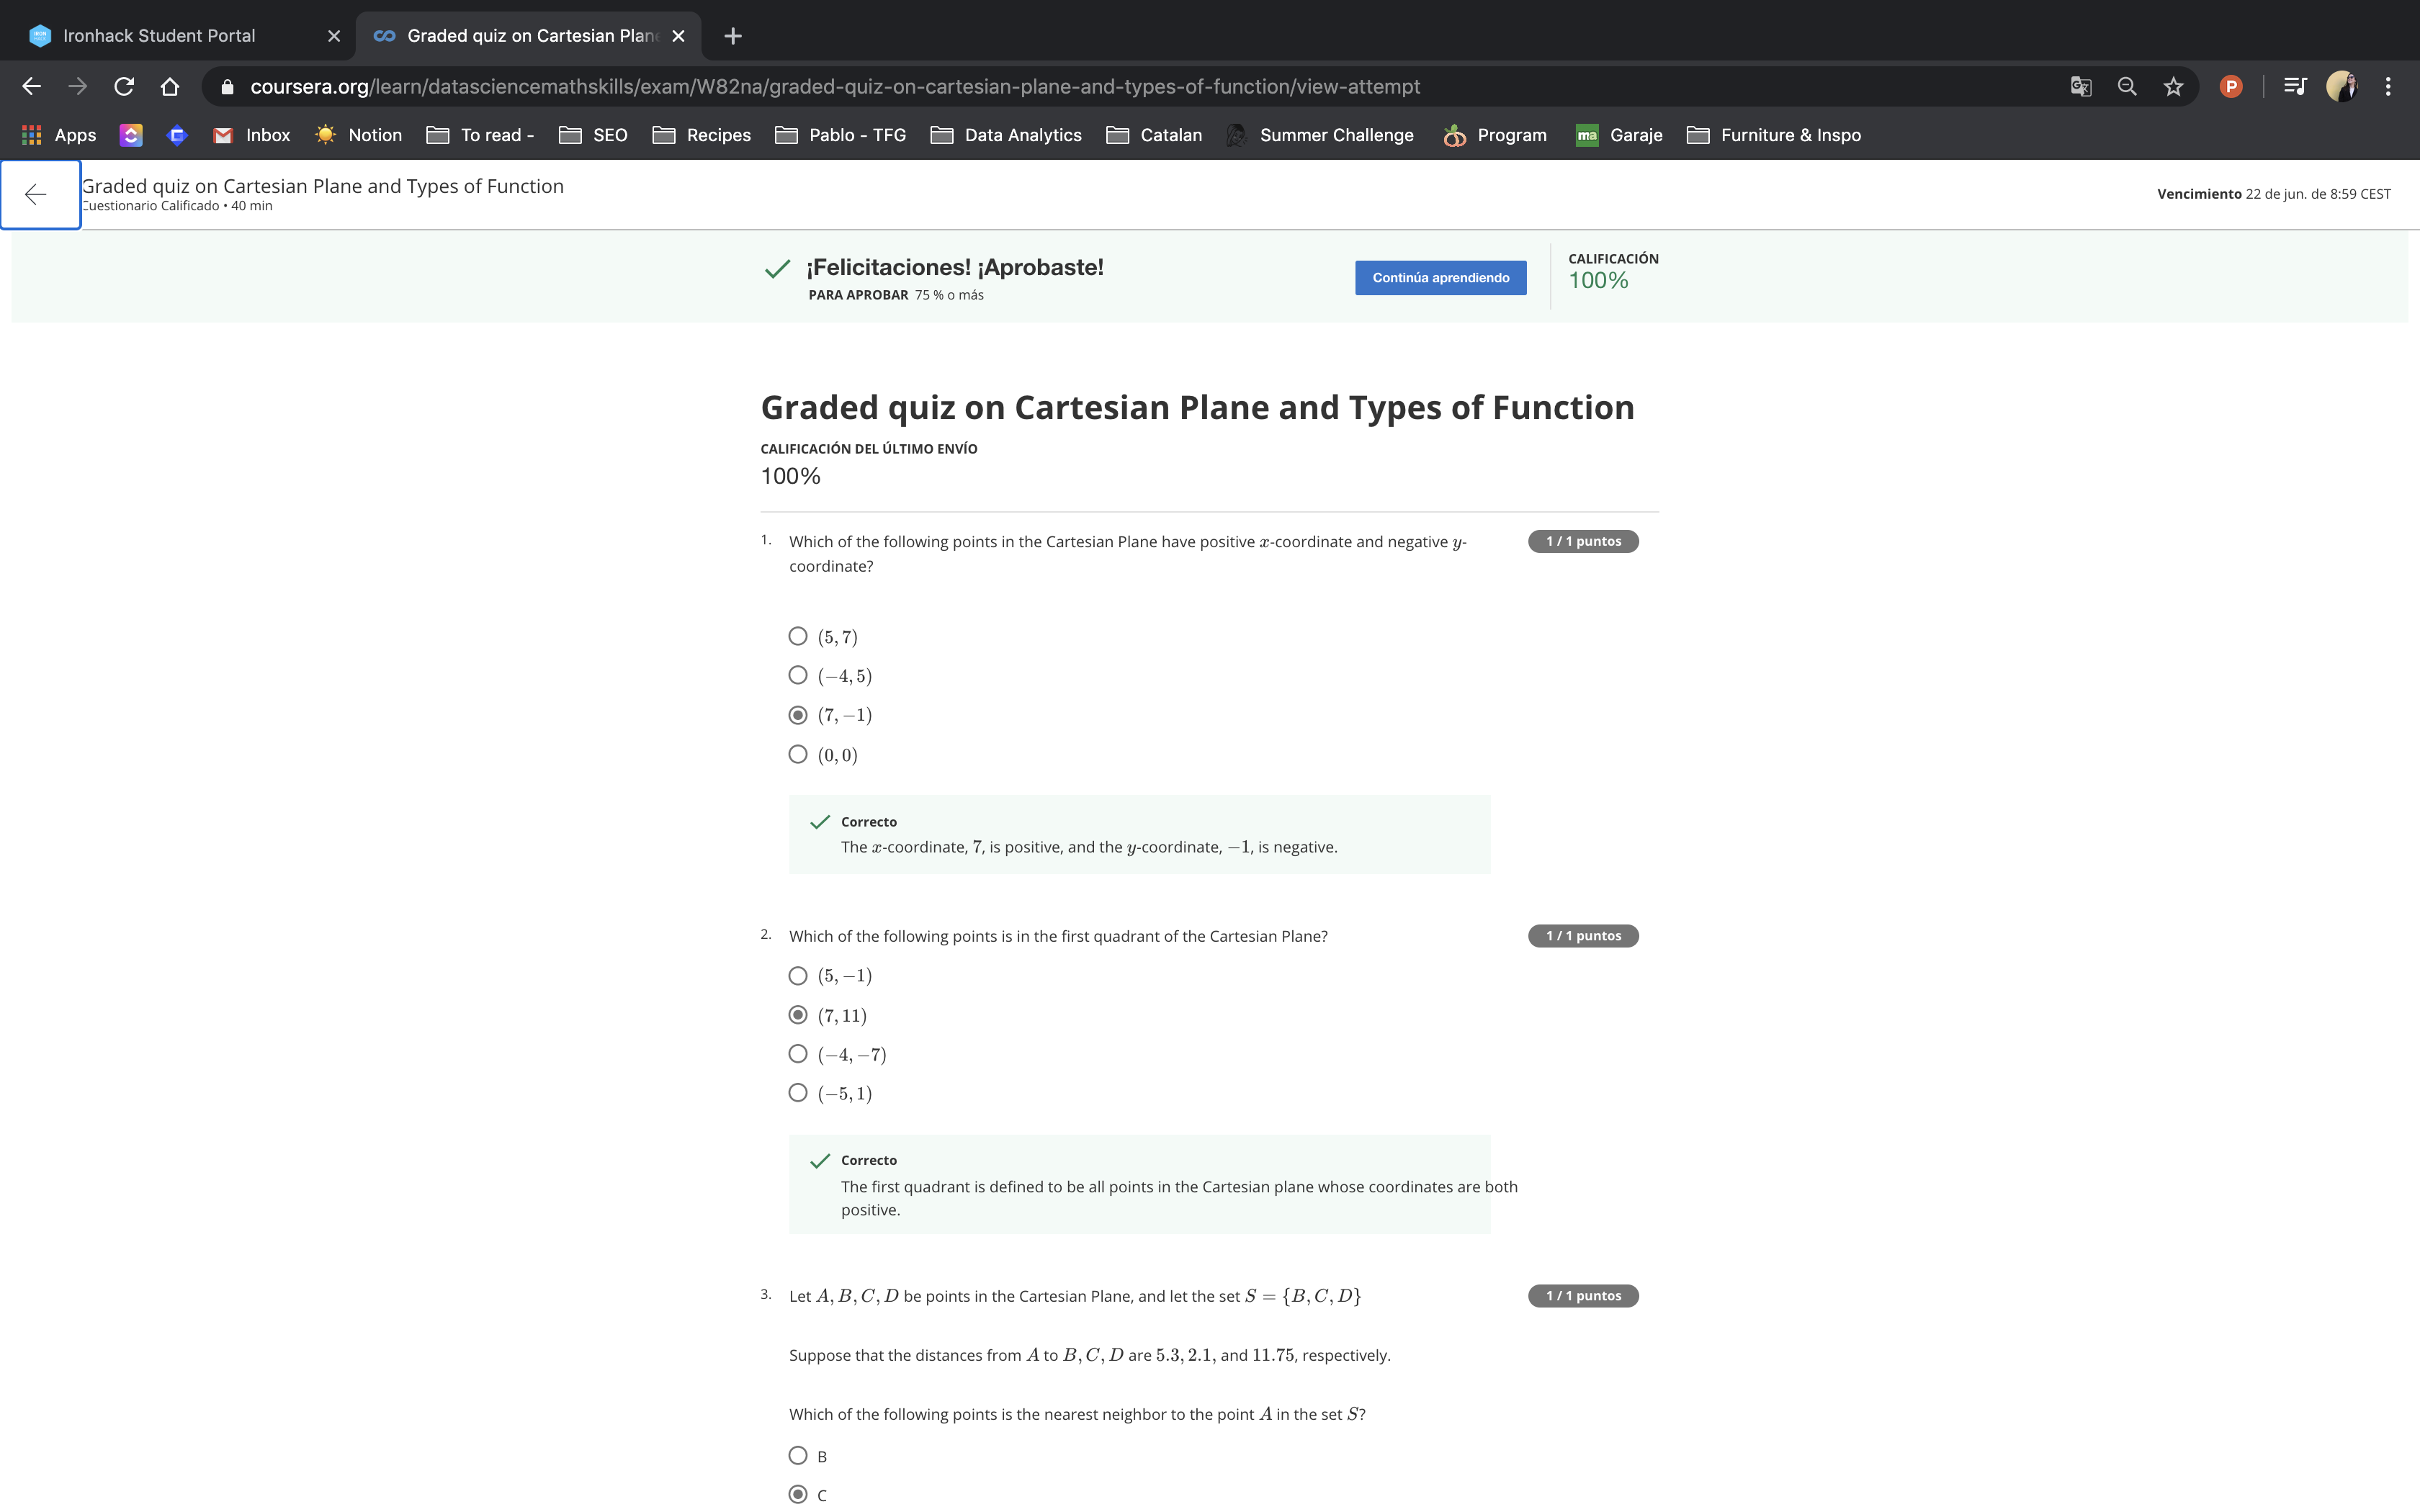 Ironhack Student Portal
Graded quiz on Cartesian Plane
coursera.org/learn/datasciencemathskills/exam/W82na/graded-quiz-on-cartesian-plane-and-types-of-function/view-attempt
P
Apps Inbox Notion To read - SEO Recipes Pablo - TFG Data Analytics Catalan Summer Challenge Program ma Garaje Furniture & Inspo
Graded quiz on Cartesian Plane and Types of Function
Cuestionario Calificado • 40 min
Vencimiento 22 de jun. de 8:59 CEST
¡Felicitaciones! ¡Aprobaste!
PARA APROBAR 75 % o más
Continúa aprendiendo
CALIFICACIÓN
100%
Graded quiz on Cartesian Plane and Types of Function
CALIFICACIÓN DEL ÚLTIMO ENVÍO
100%
1. Which of the following points in the Cartesian Plane have positive x-coordinate and negative y-
coordinate?
1 / 1 puntos
(5, 7)
(−4, 5)
(7, −1)
(0, 0)
Correcto
The x-coordinate, 7, is positive, and the y-coordinate, −1, is negative.
2. Which of the following points is in the first quadrant of the Cartesian Plane?
1 / 1 puntos
(5, −1)
(7, 11)
(−4, −7)
(−5, 1)
Correcto
The first quadrant is defined to be all points in the Cartesian plane whose coordinates are both
positive.
3. Let A, B, C, D be points in the Cartesian Plane, and let the set S = {B, C, D}
1 / 1 puntos
Suppose that the distances from A to B, C, D are 5.3, 2.1, and 11.75, respectively.
Which of the following points is the nearest neighbor to the point A in the set S?
B
C